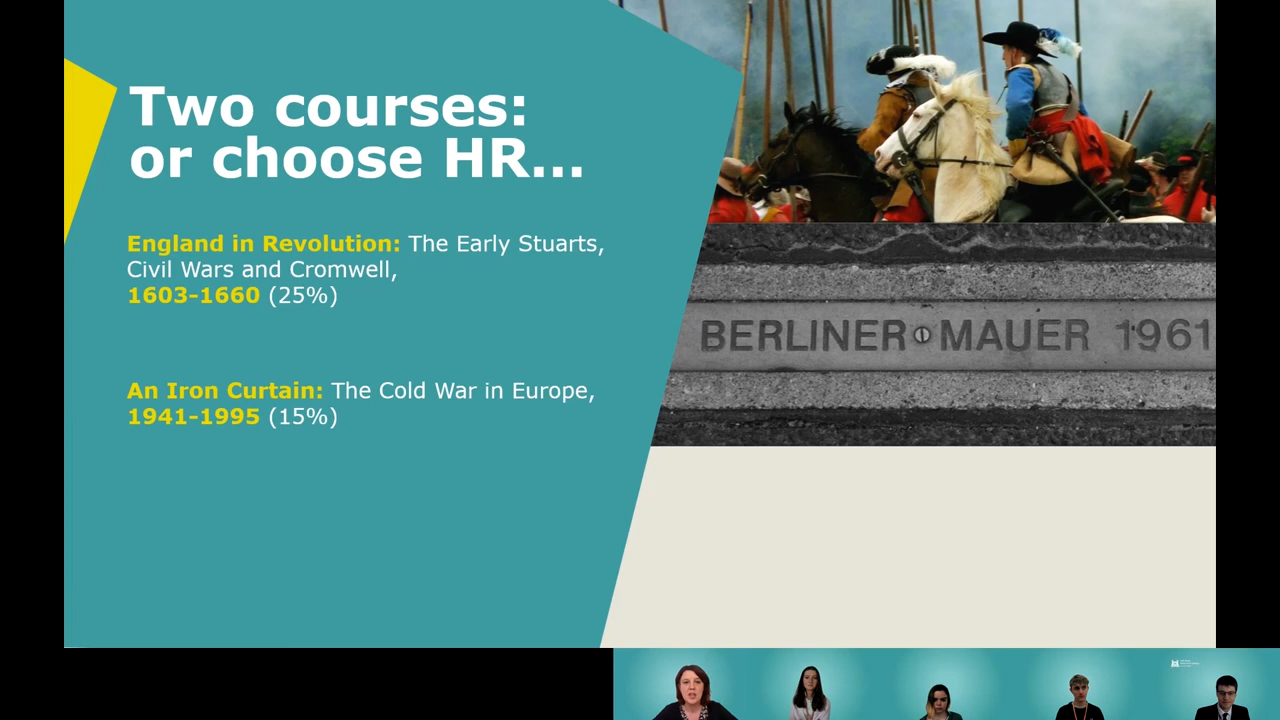 Two courses:
or choose HR...
England in Revolution: The Early Stuarts,
Civil Wars and Cromwell,
1603-1660 (25%)
An Iron Curtain: The Cold War in Europe,
1941-1995 (15%)
BERLINER MAUER 1961